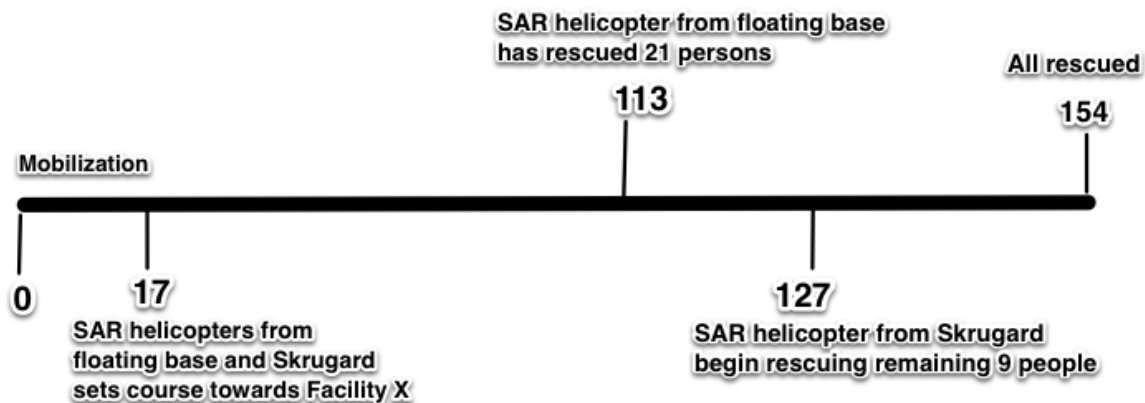 SAR helicopter from floating base
has rescued 21 persons
113
All rescued
154
Mobilization
0
17
SAR helicopters from
floating base and Skrugard
sets course towards Facility X
127
SAR helicopter from Skrugard
begin rescuing remaining 9 people